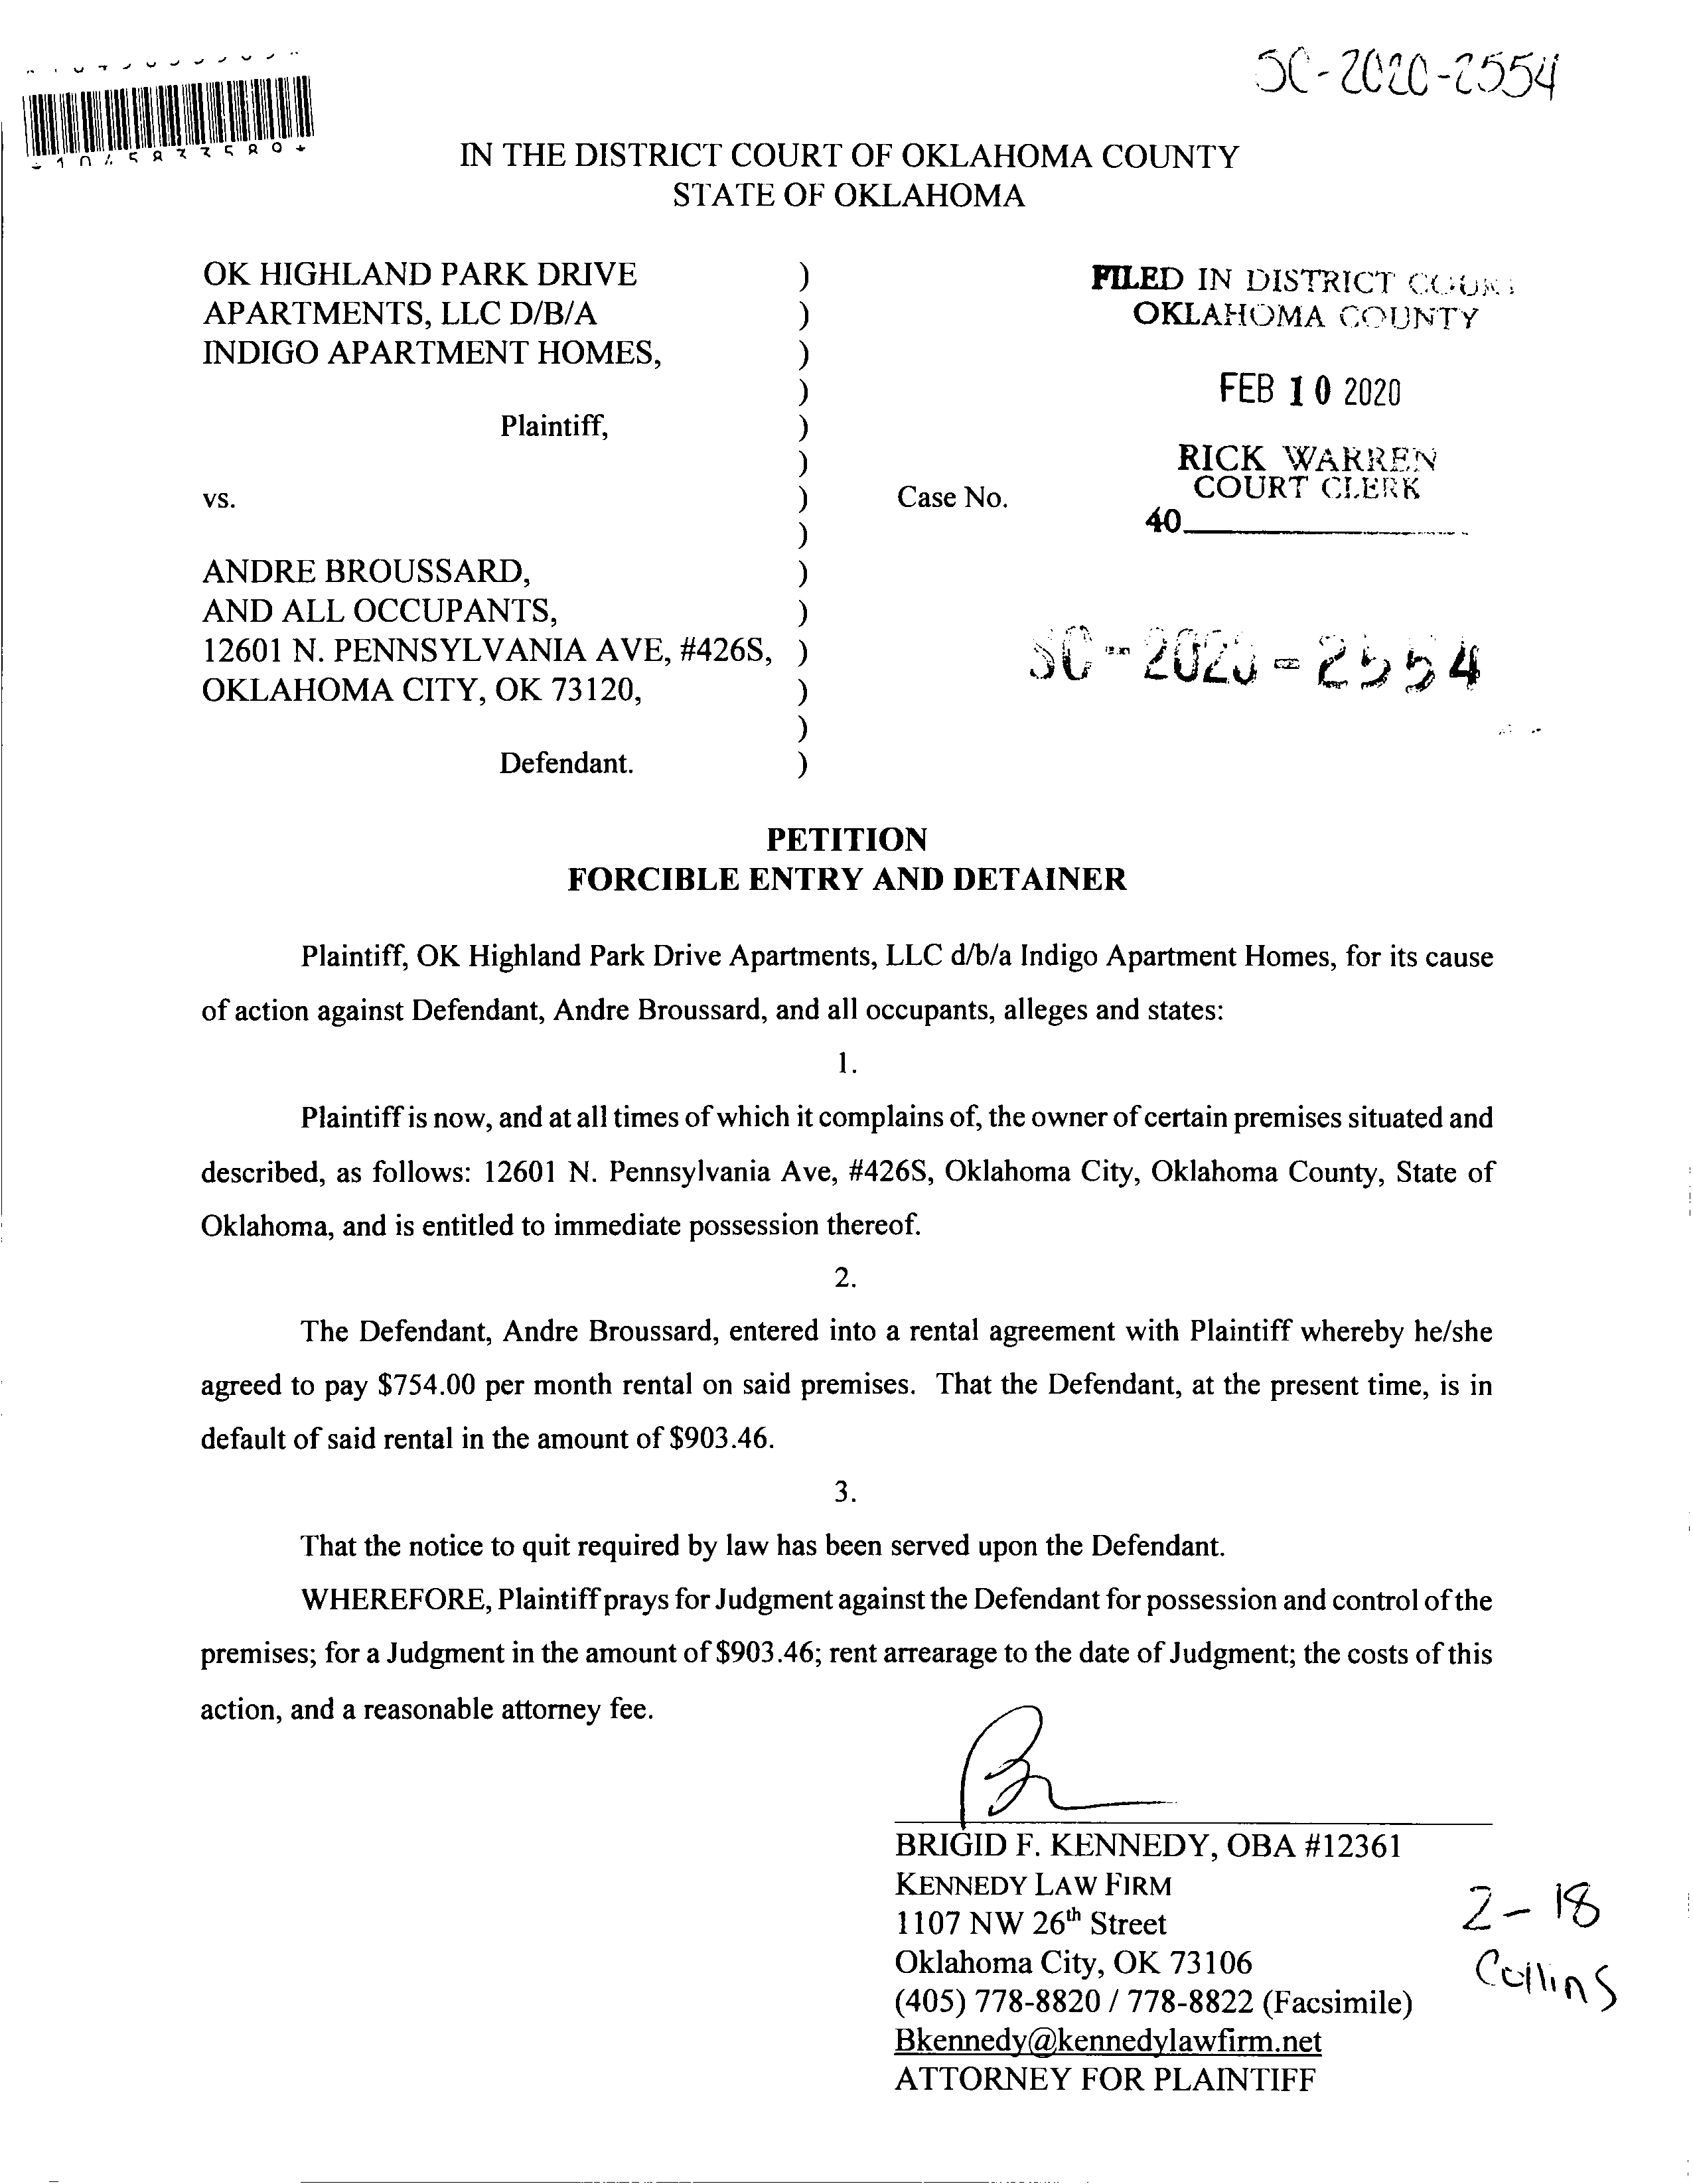 SC-2020-2554
IN THE DISTRICT COURT OF OKLAHOMA COUNTY
STATE OF OKLAHOMA
OK HIGHLAND PARK DRIVE )
APARTMENTS, LLC D/B/A )
INDIGO APARTMENT HOMES, )
)
Plaintiff, )
)
vs. ) Case No.
)
ANDRE BROUSSARD, )
AND ALL OCCUPANTS, )
12601 N. PENNSYLVANIA AVE, #426S, )
OKLAHOMA CITY, OK 73120, )
)
Defendant. )
FILED IN DISTRICT COURT
OKLAHOMA COUNTY
FEB 10 2020
RICK WARREN
COURT CLERK
40
SC-2020-2554
PETITION
FORCIBLE ENTRY AND DETAINER
Plaintiff, OK Highland Park Drive Apartments, LLC d/b/a Indigo Apartment Homes, for its cause
of action against Defendant, Andre Broussard, and all occupants, alleges and states:
1.
Plaintiff is now, and at all times of which it complains of, the owner of certain premises situated and
described, as follows: 12601 N. Pennsylvania Ave, #426S, Oklahoma City, Oklahoma County, State of
Oklahoma, and is entitled to immediate possession thereof.
2.
The Defendant, Andre Broussard, entered into a rental agreement with Plaintiff whereby he/she
agreed to pay $754.00 per month rental on said premises. That the Defendant, at the present time, is in
default of said rental in the amount of $903.46.
3.
That the notice to quit required by law has been served upon the Defendant.
WHEREFORE, Plaintiff prays for Judgment against the Defendant for possession and control of the
premises; for a Judgment in the amount of $903.46; rent arrearage to the date of Judgment; the costs of this
action, and a reasonable attorney fee.
BRIGID F. KENNEDY, OBA #12361
KENNEDY LAW FIRM
1107 NW 26th Street
Oklahoma City, OK 73106
(405) 778-8820 / 778-8822 (Facsimile)
Bkennedy@kennedylawfirm.net
ATTORNEY FOR PLAINTIFF
2-18
Collins